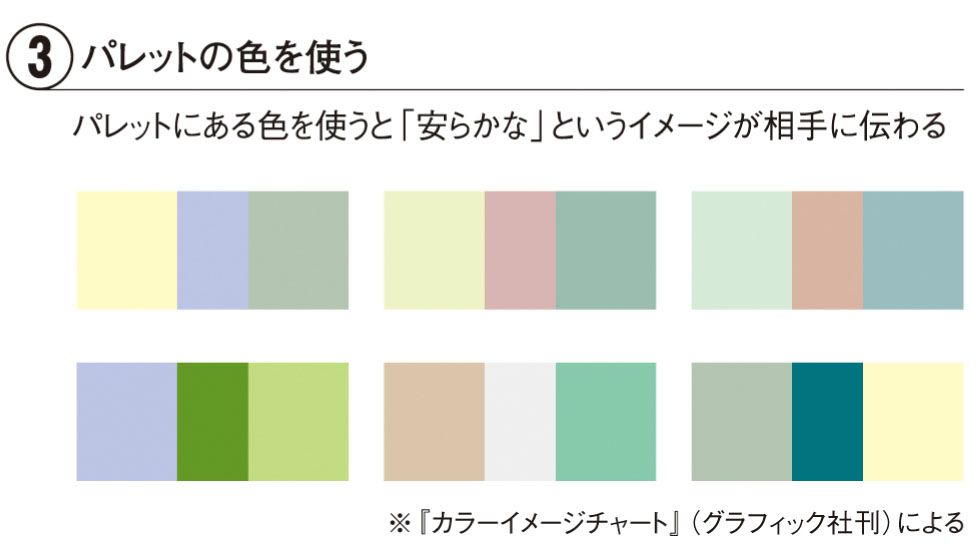 ③パレットの色を使う
パレットにある色を使うと「安らかな」というイメージが相手に伝わる
※『カラーイメージチャート』（グラフィック社刊）による